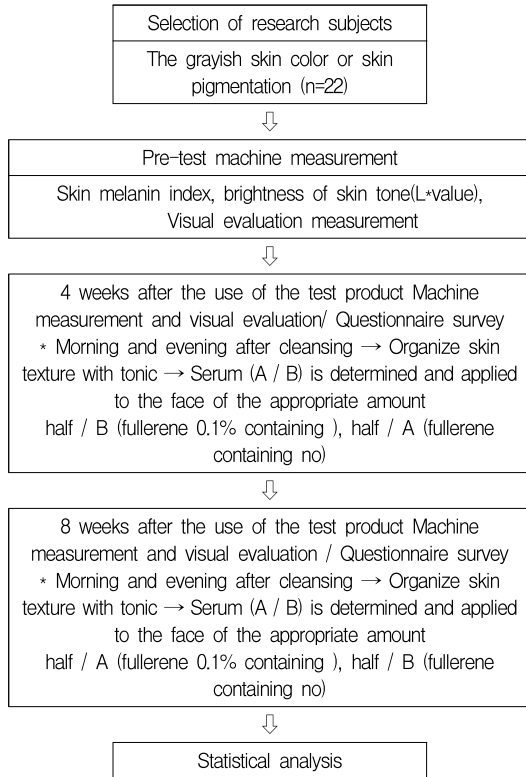 Selection of research subjects
The grayish skin color or skin
pigmentation (n=22)
Pre-test machine measurement
Skin melanin index, brightness of skin tone(L*value),
Visual evaluation measurement
4 weeks after the use of the test product Machine
measurement and visual evaluation/ Questionnaire survey
* Morning and evening after cleansing → Organize skin
texture with tonic → Serum (A / B) is determined and applied
to the face of the appropriate amount
half / B (fullerene 0.1% containing ), half / A (fullerene
containing no)
8 weeks after the use of the test product Machine
measurement and visual evaluation / Questionnaire survey
* Morning and evening after cleansing → Organize skin
texture with tonic → Serum (A / B) is determined and applied
to the face of the appropriate amount
half / A (fullerene 0.1% containing ), half / B (fullerene
containing no)
Statistical analysis